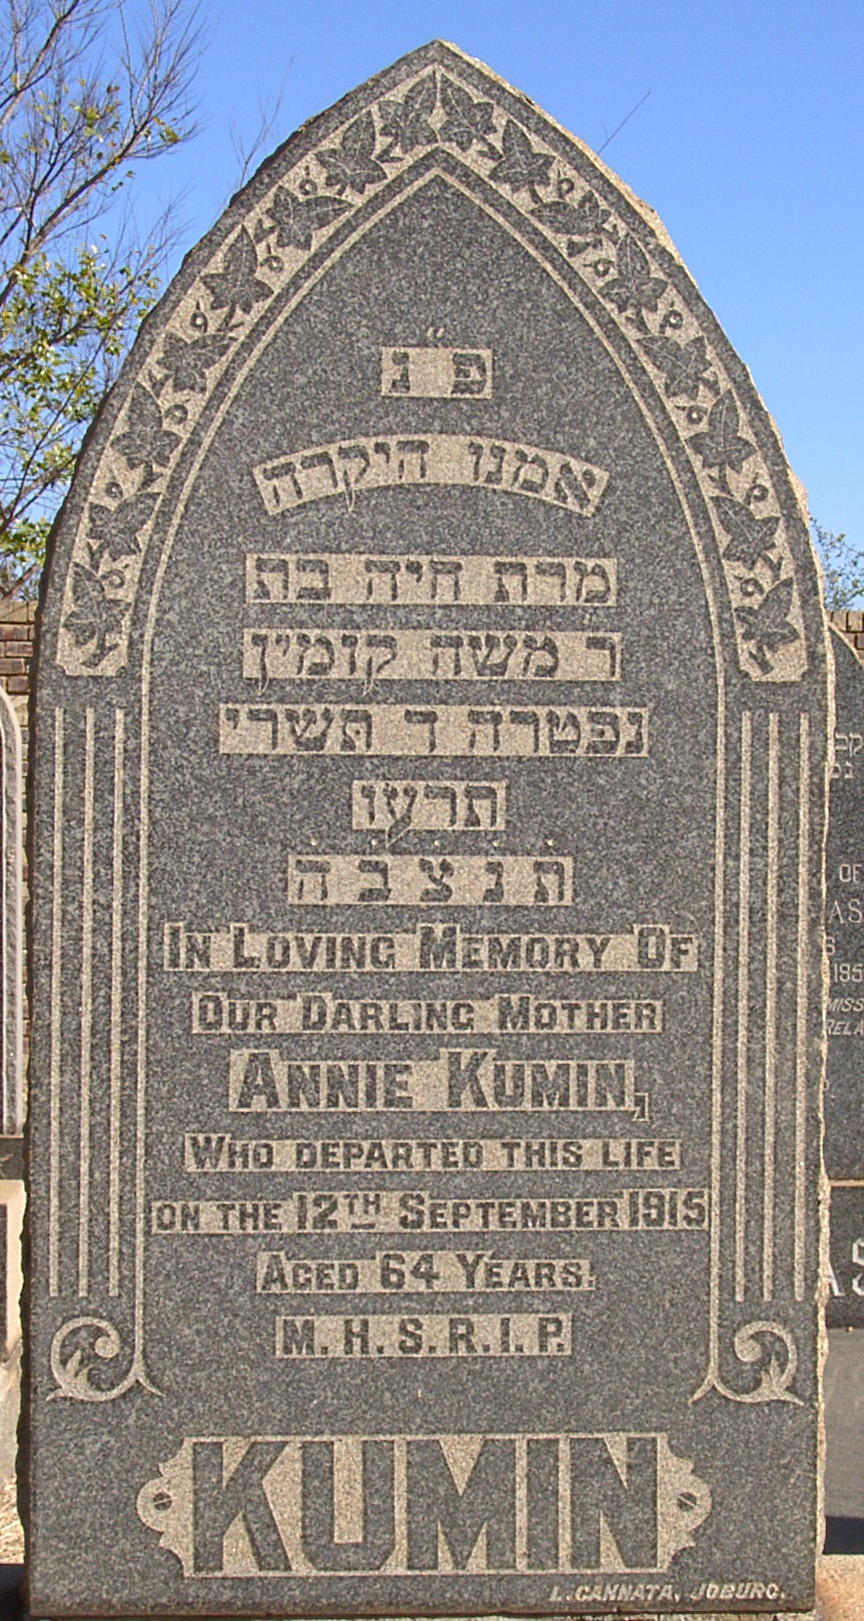 פ״נ
אמנו היקרה
מרת חיה בת
ר משה קומין
נפטרה ד תשרי
תרעו
ת נ צ ב ה
IN LOVING MEMORY OF
OUR DARLING MOTHER
ANNIE KUMIN,
WHO DEPARTED THIS LIFE
ON THE 12TH SEPTEMBER 1915
AGED 64 YEARS.
M.H.S.R.I.P.
KUMIN
L. CANNATA, JOBURG.